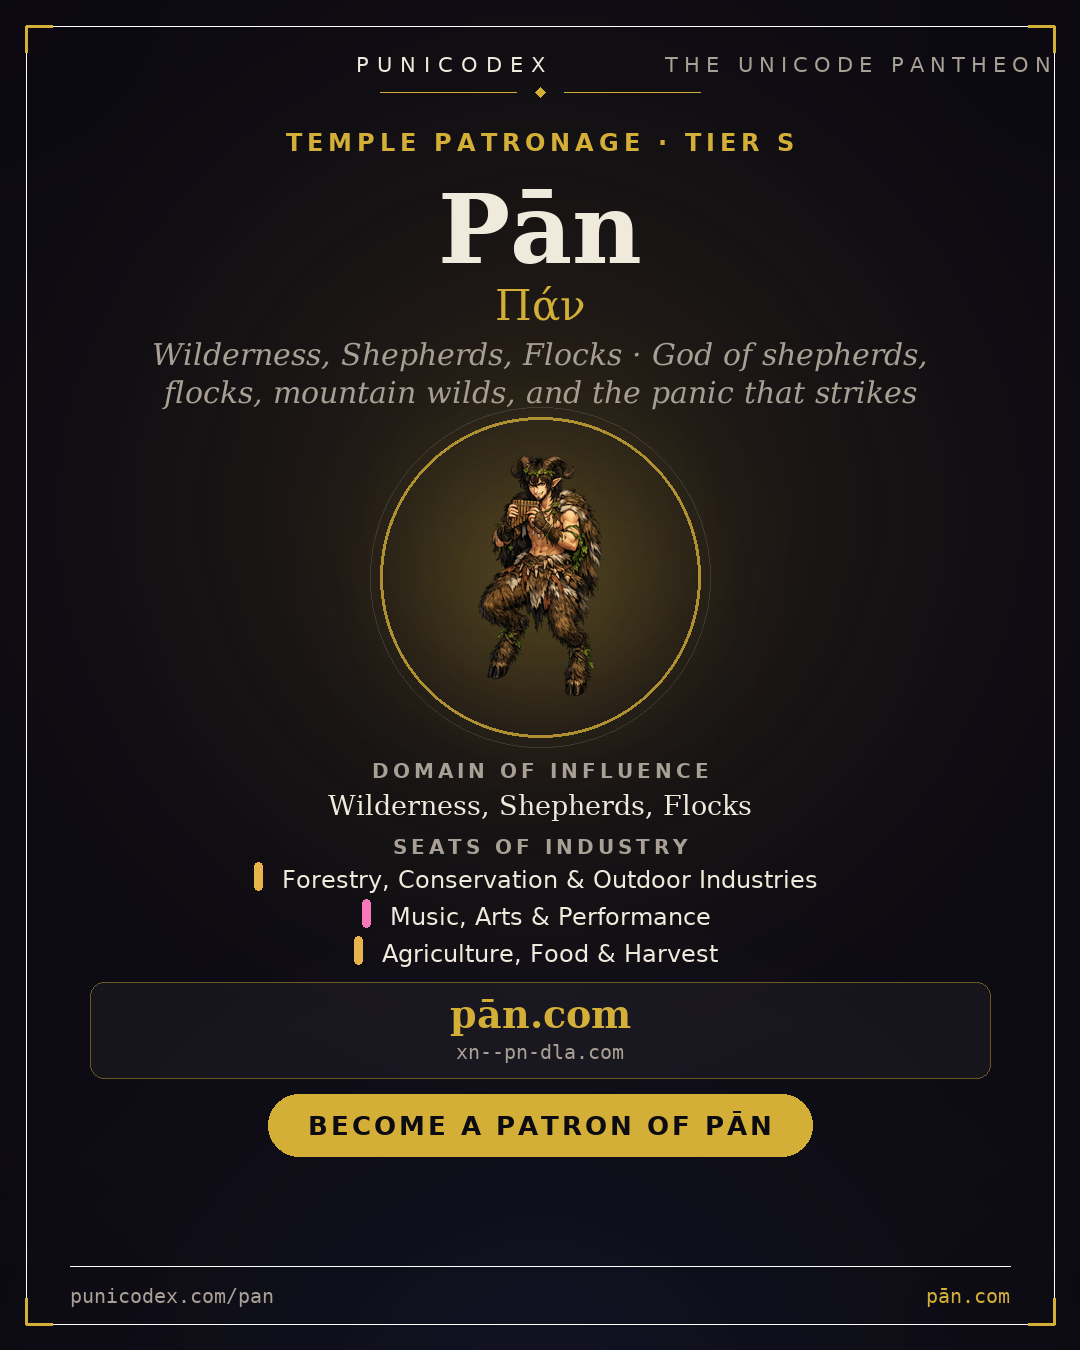 PUNICODEX
THE UNICODE PANTHEON
TEMPLE PATRONAGE · TIER S
Pān
Πάν
Wilderness, Shepherds, Flocks · God of shepherds,
flocks, mountain wilds, and the panic that strikes
DOMAIN OF INFLUENCE
Wilderness, Shepherds, Flocks
SEATS OF INDUSTRY
Forestry, Conservation & Outdoor Industries
Music, Arts & Performance
Agriculture, Food & Harvest
pān.com
xn--pn-dla.com
BECOME A PATRON OF PĀN
punicodex.com/pan
pān.com